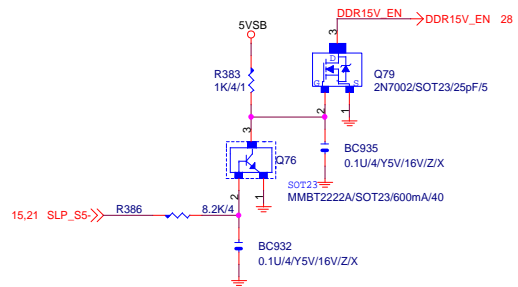 DDR15V_EN
DDR15V_EN 28
5VSB
3
D
R383
1K/4/1
Q79
2N7002/SOT23/25pF/5
G
S
2
1
3
Q76
BC935
0.1U/4/Y5V/16V/Z/X
SOT23
MMBT2222A/SOT23/600mA/40
2
1
15,21 SLP_S5-
R386
8.2K/4
BC932
0.1U/4/Y5V/16V/Z/X